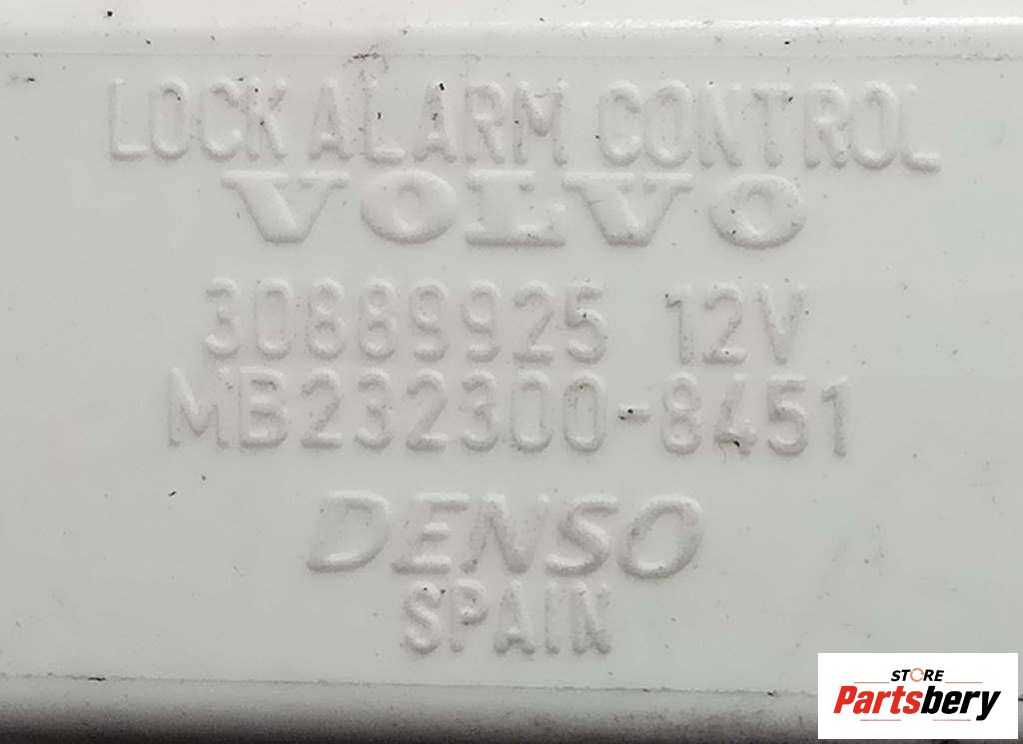 LOCK ALARM CONTROL
VOLVO
30889925 12V
MB232300-8451
DENSO
SPAIN
STORE
Partsbery